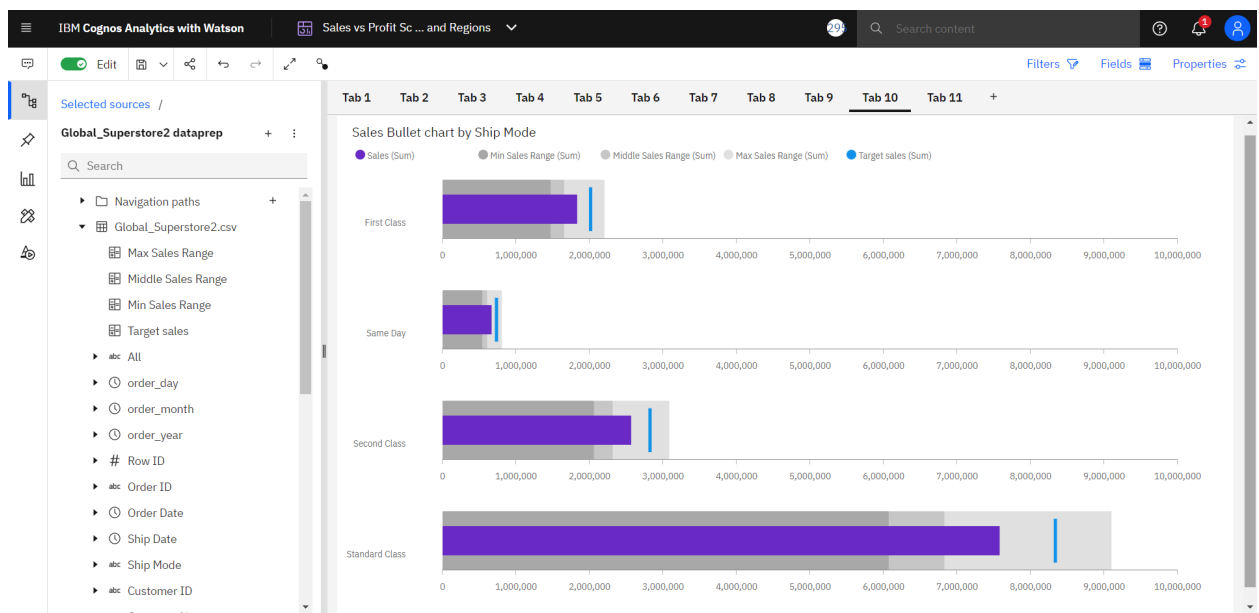 IBM Cognos Analytics with Watson
Sales vs Profit Sc ... and Regions
295
Search content
1
Edit
Filters
Fields
Properties
Selected sources /
Global_Superstore2 dataprep
Search
Navigation paths
Global_Superstore2.csv
Max Sales Range
Middle Sales Range
Min Sales Range
Target sales
abc All
order_day
order_month
order_year
# Row ID
abc Order ID
Order Date
Ship Date
abc Ship Mode
abc Customer ID
Tab 1 Tab 2 Tab 3 Tab 4 Tab 5 Tab 6 Tab 7 Tab 8 Tab 9 Tab 10 Tab 11 +
Sales Bullet chart by Ship Mode
Sales (Sum) Min Sales Range (Sum) Middle Sales Range (Sum) Max Sales Range (Sum) Target sales (Sum)
First Class
0 1,000,000 2,000,000 3,000,000 4,000,000 5,000,000 6,000,000 7,000,000 8,000,000 9,000,000 10,000,000
Same Day
0 1,000,000 2,000,000 3,000,000 4,000,000 5,000,000 6,000,000 7,000,000 8,000,000 9,000,000 10,000,000
Second Class
0 1,000,000 2,000,000 3,000,000 4,000,000 5,000,000 6,000,000 7,000,000 8,000,000 9,000,000 10,000,000
Standard Class
0 1,000,000 2,000,000 3,000,000 4,000,000 5,000,000 6,000,000 7,000,000 8,000,000 9,000,000 10,000,000